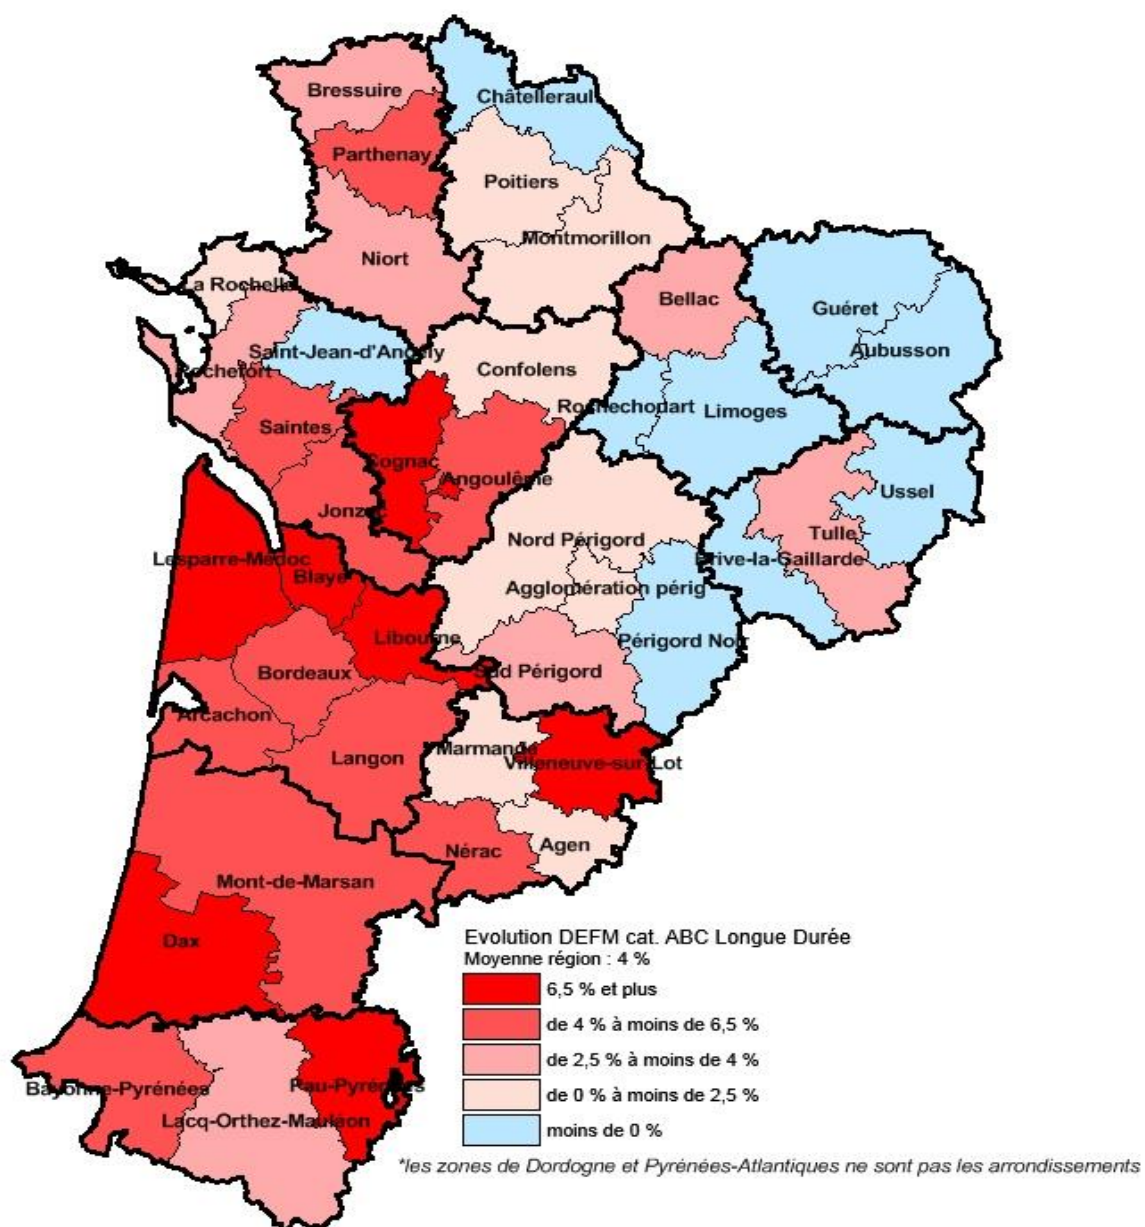 Bressuire
Châtelleraul
Parthenay
Poitiers
Montmorillon
Niort
La Rochelle
Bellac
Guéret
Aubusson
Saint-Jean-d'Angély
Rochefort
Confolens
Rochechouart
Limoges
Saintes
Cognac
Angoulême
Jonzac
Ussel
Tulle
Brive-la-Gaillarde
Nord Périgord
Lesparre-Médoc
Blaye
Agglomération périg
Libourne
Périgord Noir
Bordeaux
Sud Périgord
Arcachon
Langon
Marmande
Villeneuve-sur-Lot
Nérac
Agen
Mont-de-Marsan
Dax
Bayonne-Pyrénées
Pau-Pyrénées
Lacq-Orthez-Mauléon
Evolution DEFM cat. ABC Longue Durée
Moyenne région : 4 %
6,5 % et plus
de 4 % à moins de 6,5 %
de 2,5 % à moins de 4 %
de 0 % à moins de 2,5 %
moins de 0 %
*les zones de Dordogne et Pyrénées-Atlantiques ne sont pas les arrondissements